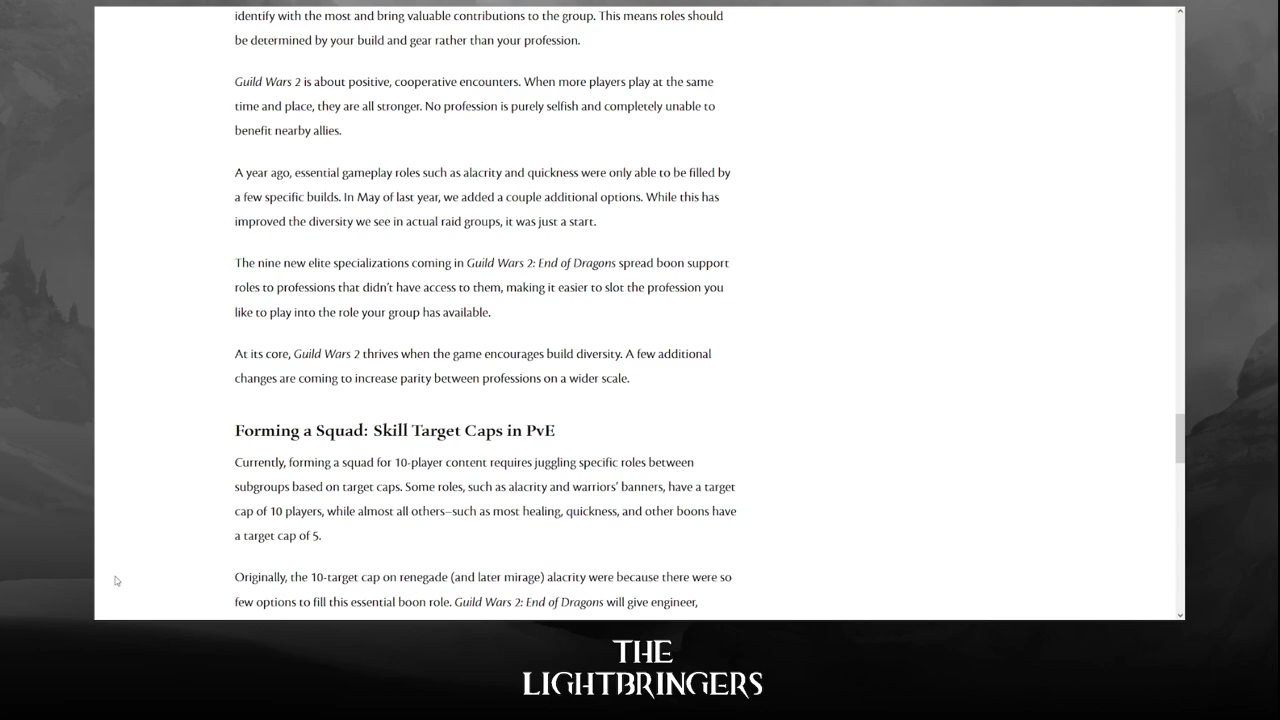 identify with the most and bring valuable contributions to the group. This means roles should
be determined by your build and gear rather than your profession.
Guild Wars 2 is about positive, cooperative encounters. When more players play at the same
time and place, they are all stronger. No profession is purely selfish and completely unable to
benefit nearby allies.
A year ago, essential gameplay roles such as alacrity and quickness were only able to be filled by
a few specific builds. In May of last year, we added a couple additional options. While this has
improved the diversity we see in actual raid groups, it was just a start.
The nine new elite specializations coming in Guild Wars 2: End of Dragons spread boon support
roles to professions that didn't have access to them, making it easier to slot the profession you
like to play into the role your group has available.
At its core, Guild Wars 2 thrives when the game encourages build diversity. A few additional
changes are coming to increase parity between professions on a wider scale.
Forming a Squad: Skill Target Caps in PvE
Currently, forming a squad for 10-player content requires juggling specific roles between
subgroups based on target caps. Some roles, such as alacrity and warriors' banners, have a target
cap of 10 players, while almost all others–such as most healing, quickness, and other boons have
a target cap of 5.
Originally, the 10-target cap on renegade (and later mirage) alacrity were because there were so
few options to fill this essential boon role. Guild Wars 2: End of Dragons will give engineer,
THE
LIGHTBRINGERS